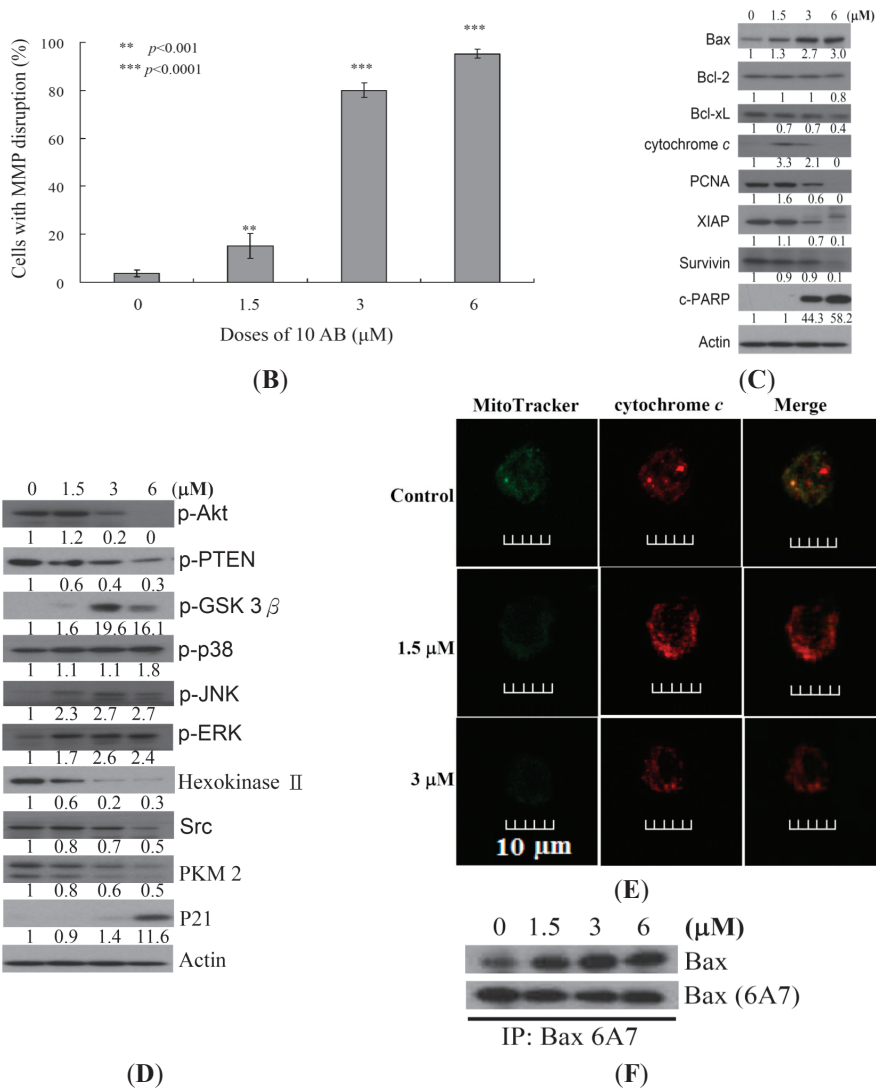 Cells with MMP disruption (%)
100
80
60
40
20
0
** p<0.001
*** p<0.0001
**
***
***
0 1.5 3 6
Doses of 10 AB (μM)
(B)
0 1.5 3 6 (μM)
Bax
1 1.3 2.7 3.0
Bcl-2
1 1 1 0.8
Bcl-xL
1 0.7 0.7 0.4
cytochrome c
1 3.3 2.1 0
PCNA
1 1.6 0.6 0
XIAP
1 1.1 0.7 0.1
Survivin
1 0.9 0.9 0.1
c-PARP
1 1 44.3 58.2
Actin
(C)
0 1.5 3 6 (μM)
p-Akt
1 1.2 0.2 0
p-PTEN
1 0.6 0.4 0.3
p-GSK 3 β
1 1.6 19.6 16.1
p-p38
1 1.1 1.1 1.8
p-JNK
1 2.3 2.7 2.7
p-ERK
1 1.7 2.6 2.4
Hexokinase II
1 0.6 0.2 0.3
Src
1 0.8 0.7 0.5
PKM 2
1 0.8 0.6 0.5
P21
1 0.9 1.4 11.6
Actin
(D)
MitoTracker cytochrome c Merge
Control
1.5 μM
3 μM
10 μm
(E)
0 1.5 3 6 (μM)
Bax
Bax (6A7)
IP: Bax 6A7
(F)